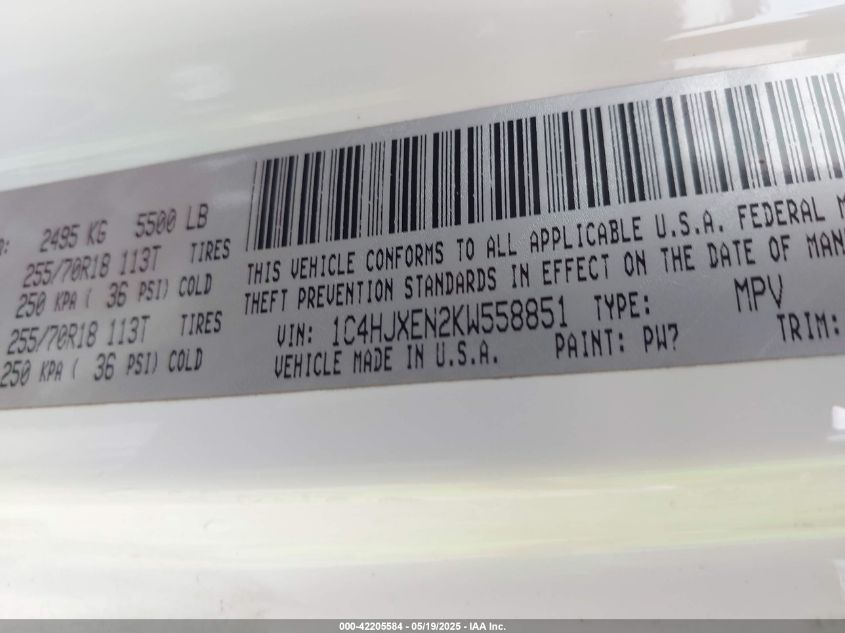 R: 2495 KG 5500 LB
255/70R18 113T TIRES
250 KPA ( 36 PSI) COLD
255/70R18 113T TIRES
250 KPA ( 36 PSI) COLD
THIS VEHICLE CONFORMS TO ALL APPLICABLE U.S.A. FEDERAL M
THEFT PREVENTION STANDARDS IN EFFECT ON THE DATE OF MAN
VIN: 1C4HJXEN2KW558851 TYPE: MPV
VEHICLE MADE IN U.S.A. PAINT: PW7 TRIM:
000-42205584 - 05/19/2025 - IAA Inc.